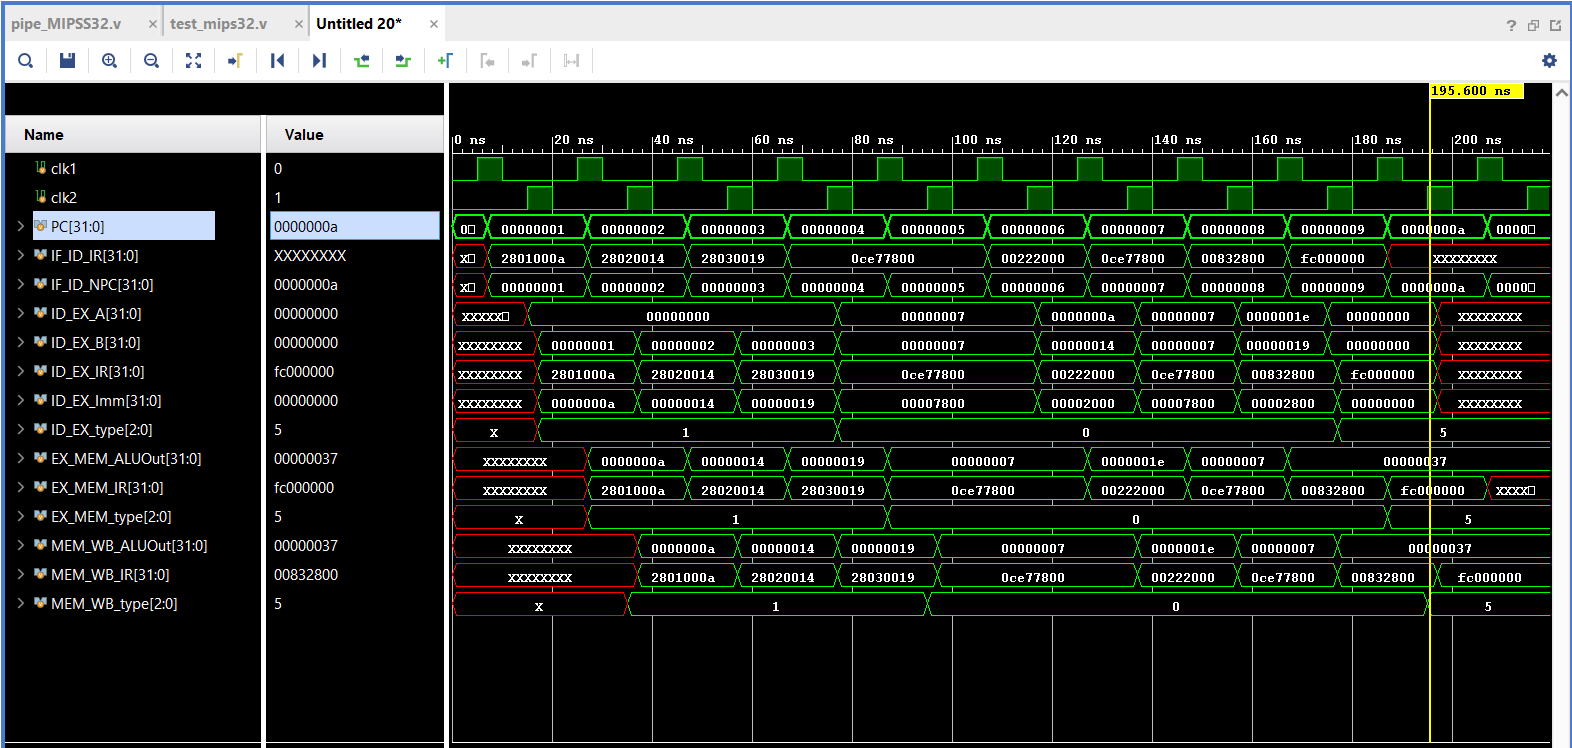 pipe_MIPSS32.v × test_mips32.v × Untitled 20* ×
?
195.600 ns
Name Value
0 ns 20 ns 40 ns 60 ns 80 ns 100 ns 120 ns 140 ns 160 ns 180 ns 200 ns
clk1 0
clk2 1
PC[31:0] 0000000a 0 00000001 00000002 00000003 00000004 00000005 00000006 00000007 00000008 00000009 0000000a 0000
IF_ID_IR[31:0] XXXXXXXX X 2801000a 28020014 28030019 0ce77800 00222000 0ce77800 00832800 fc000000 XXXXXXXX
IF_ID_NPC[31:0] 0000000a X 00000001 00000002 00000003 00000004 00000005 00000006 00000007 00000008 00000009 0000000a 0000
ID_EX_A[31:0] 00000000 XXXXX 00000000 00000007 0000000a 00000007 0000001e 00000000 XXXXXXXX
ID_EX_B[31:0] 00000000 XXXXXXXX 00000001 00000002 00000003 00000007 00000014 00000007 00000019 00000000 XXXXXXXX
ID_EX_IR[31:0] fc000000 XXXXXXXX 2801000a 28020014 28030019 0ce77800 00222000 0ce77800 00832800 fc000000 XXXXXXXX
ID_EX_Imm[31:0] 00000000 XXXXXXXX 0000000a 00000014 00000019 00007800 00002000 00007800 00002800 00000000 XXXXXXXX
ID_EX_type[2:0] 5 X 1 0 5
EX_MEM_ALUOut[31:0] 00000037 XXXXXXXX 0000000a 00000014 00000019 00000007 0000001e 00000007 00000037
EX_MEM_IR[31:0] fc000000 XXXXXXXX 2801000a 28020014 28030019 0ce77800 00222000 0ce77800 00832800 fc000000 XXXX
EX_MEM_type[2:0] 5 X 1 0 5
MEM_WB_ALUOut[31:0] 00000037 XXXXXXXX 0000000a 00000014 00000019 00000007 0000001e 00000007 00000037
MEM_WB_IR[31:0] 00832800 XXXXXXXX 2801000a 28020014 28030019 0ce77800 00222000 0ce77800 00832800 fc000000
MEM_WB_type[2:0] 5 X 1 0 5